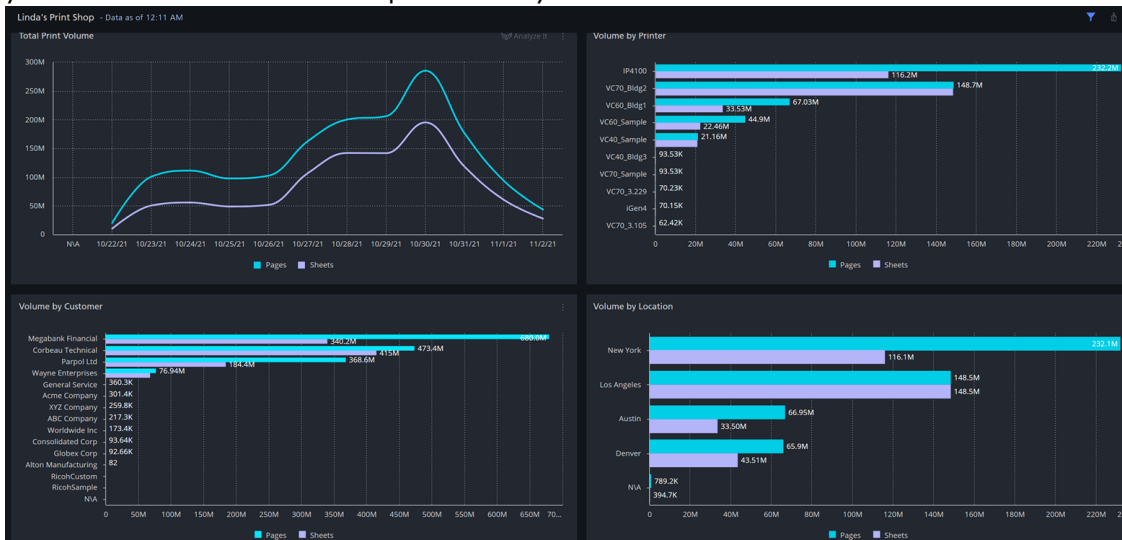 Linda's Print Shop - Data as of 12:11 AM
Total Print Volume
Analyze It
300M
250M
200M
150M
100M
50M
0
N\A 10/22/21 10/23/21 10/24/21 10/25/21 10/26/21 10/27/21 10/28/21 10/29/21 10/30/21 10/31/21 11/1/21 11/2/21
Pages Sheets
Volume by Printer
IP4100 232.2M
116.2M
VC70_Bldg2 148.7M
VC60_Bldg1 67.03M
33.53M
VC60_Sample 44.9M
22.46M
VC40_Sample 21.16M
VC40_Bldg3 93.53K
VC70_Sample 93.53K
VC70_3.229 70.23K
iGen4 70.15K
VC70_3.105 62.42K
0 20M 40M 60M 80M 100M 120M 140M 160M 180M 200M 220M
Pages Sheets
Volume by Customer
Megabank Financial 680.0M
340.2M
Corbeau Technical 473.4M
415M
Parpol Ltd 368.6M
184.4M
Wayne Enterprises 76.94M
General Service 360.3K
Acme Company 301.4K
XYZ Company 259.8K
ABC Company 217.3K
Worldwide Inc 173.4K
Consolidated Corp 93.64K
Globex Corp 92.66K
Alton Manufacturing 82
RicohCustom
RicohSample
N\A
0 50M 100M 150M 200M 250M 300M 350M 400M 450M 500M 550M 600M 650M 70...
Pages Sheets
Volume by Location
New York 232.1M
116.1M
Los Angeles 148.5M
148.5M
Austin 66.95M
33.50M
Denver 65.9M
43.51M
N\A 789.2K
394.7K
0 20M 40M 60M 80M 100M 120M 140M 160M 180M 200M 220M
Pages Sheets